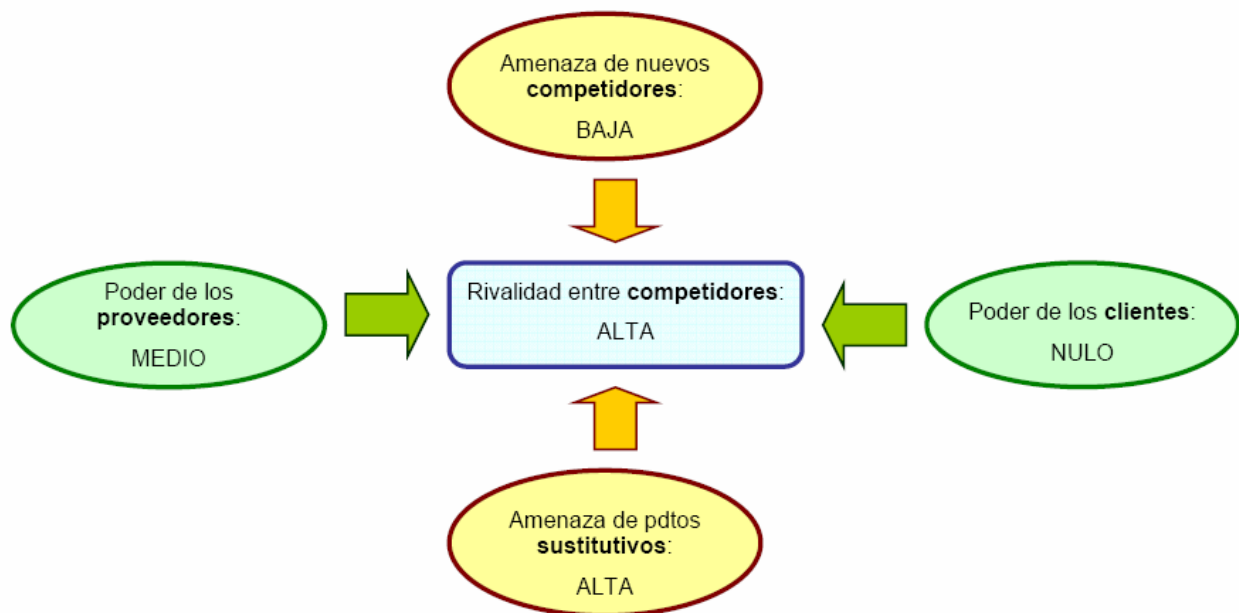 Amenaza de nuevos
competidores:
BAJA
Poder de los
proveedores:
MEDIO
Rivalidad entre competidores:
ALTA
Poder de los clientes:
NULO
Amenaza de pdtos
sustitutivos:
ALTA